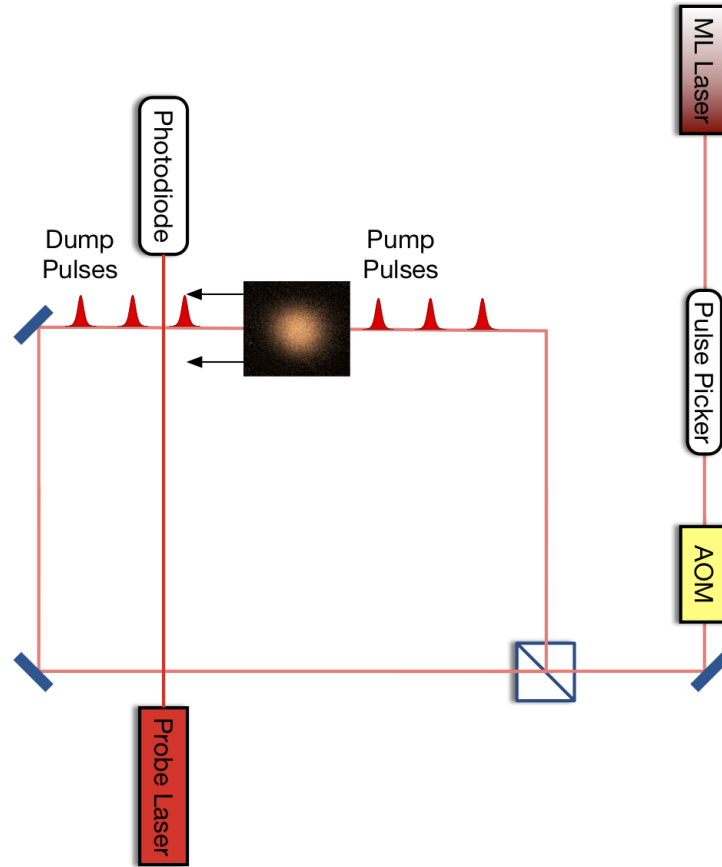 ML Laser
Photodiode
Dump
Pulses
Pump
Pulses
Pulse Picker
AOM
Probe Laser